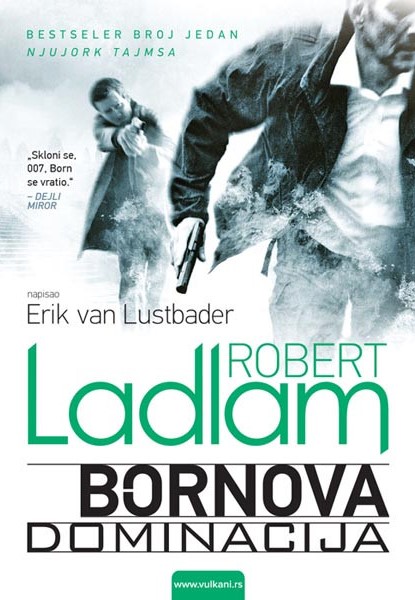 BESTSELER BROJ JEDAN
NJUJORK TAJMSA
„Skloni se,
007, Born
se vratio.“
– DEJLI
MIROR
napisao
Erik van Lustbader
ROBERT
Ladlam
BORNOVA
DOMINACIJA
www.vulkani.rs